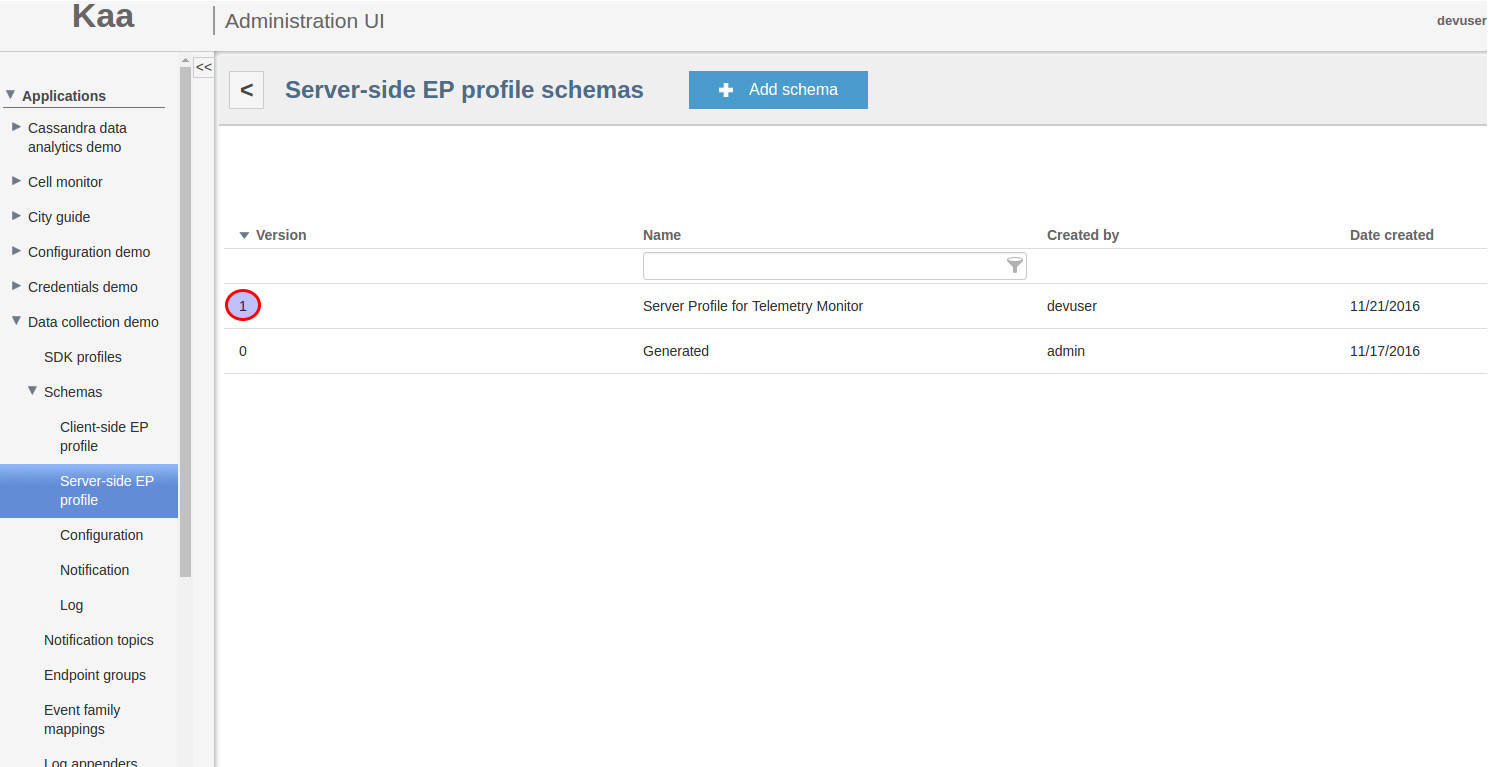 Kaa
Administration UI
devuser
<<
Applications
Cassandra data
analytics demo
Cell monitor
City guide
Configuration demo
Credentials demo
Data collection demo
SDK profiles
Schemas
Client-side EP
profile
Server-side EP
profile
Configuration
Notification
Log
Notification topics
Endpoint groups
Event family
mappings
Log appenders
<
Server-side EP profile schemas
Add schema
Version Name Created by Date created
1 Server Profile for Telemetry Monitor devuser 11/21/2016
0 Generated admin 11/17/2016